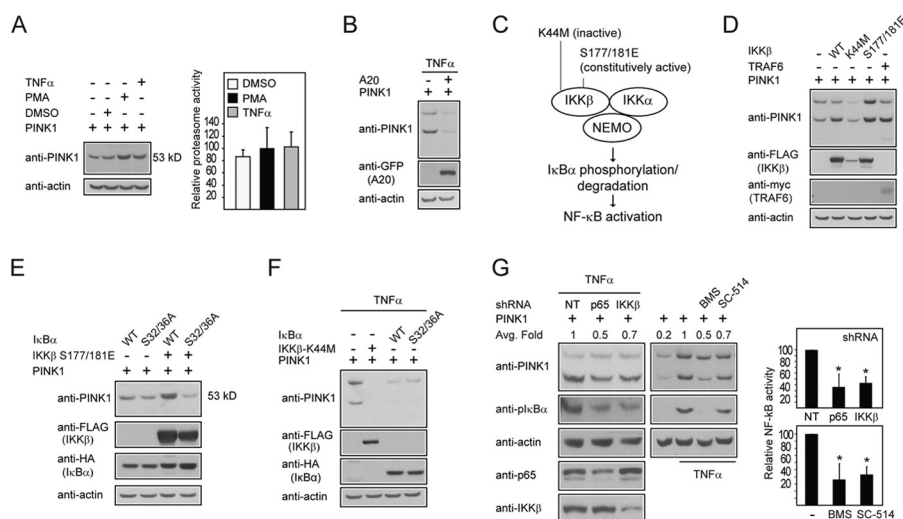 A
TNFα +
PMA +
DMSO +
PINK1 + + + +
anti-PINK1 53 kD
anti-actin
Relative proteasome activity
140
120
100
80
60
40
20
0
DMSO
PMA
TNFα
B
TNFα
A20 - +
PINK1 + +
anti-PINK1
anti-GFP
(A20)
anti-actin
C
K44M (inactive)
S177/181E
(constitutively active)
IKKβ IKKα
NEMO
IκBα phosphorylation/
degradation
NF-κB activation
D
IKKβ - WT K44M S177/181E -
TRAF6 - - - - +
PINK1 + + + + +
anti-PINK1
anti-FLAG
(IKKβ)
anti-myc
(TRAF6)
anti-actin
E
IκBα WT S32/36A WT S32/36A
IKKβ S177/181E - - + +
PINK1 + + + +
anti-PINK1 53 kD
anti-FLAG
(IKKβ)
anti-HA
(IκBα)
anti-actin
F
TNFα
IκBα - - WT S32/36A
IKKβ-K44M - + - -
PINK1 + + + +
anti-PINK1
anti-FLAG
(IKKβ)
anti-HA
(IκBα)
anti-actin
G
TNFα
shRNA NT p65 IKKβ BMS SC-514
PINK1 + + + + + + +
Avg. Fold 1 0.5 0.7 0.2 1 0.5 0.7
anti-PINK1
anti-pIκBα
anti-actin
anti-p65
anti-IKKβ
TNFα
Relative NF-kB activity
shRNA
100
80
60
40
20
0
* *
NT p65 IKKβ
100
80
60
40
20
0
* *
- BMS SC-514